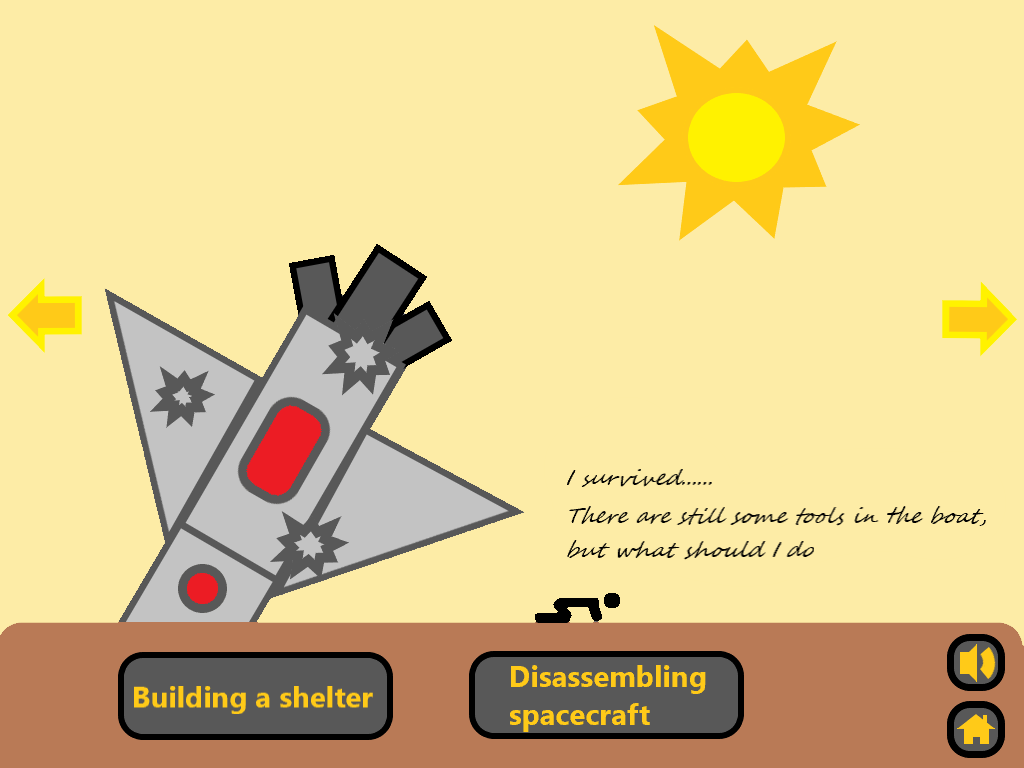 I survived......
There are still some tools in the boat,
but what should I do
Building a shelter
Disassembling
spacecraft